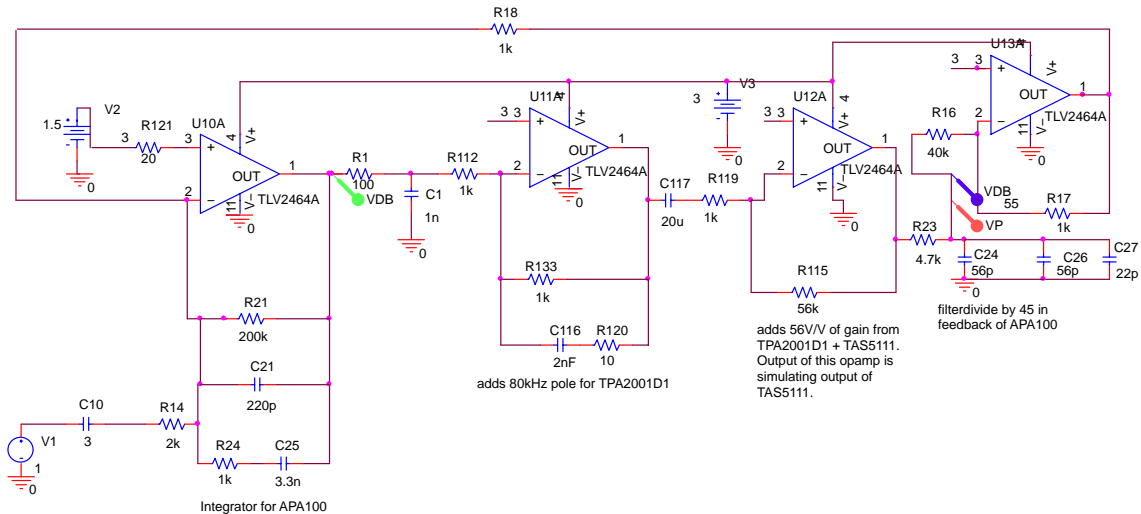 R18
1k
U13A
3
3
+
4
V+
OUT
1
2
−
11
V−
TLV2464A
V3
3
0
V2
1.5
0
R121
3
20
U10A
3
4
V+
+
OUT
1
2
−
11
V−
TLV2464A
0
R1
100
VDB
C1
1n
0
R112
1k
U11A
3
3
+
4
V+
OUT
1
2
−
11
V−
TLV2464A
0
C117
20u
R119
1k
U12A
3
3
+
4
V+
OUT
1
2
−
11
V−
TLV2464A
0
R16
40k
0
VDB
55
VP
R17
1k
R23
4.7k
C24
56p
0
C26
56p
C27
22p
filterdivide by 45 in
feedback of APA100
R133
1k
C116
2nF
R120
10
adds 80kHz pole for TPA2001D1
R115
56k
adds 56V/V of gain from
TPA2001D1 + TAS5111.
Output of this opamp is
simulating output of
TAS5111.
R21
200k
C21
220p
C10
3
R14
2k
R24
1k
C25
3.3n
V1
1
0
Integrator for APA100